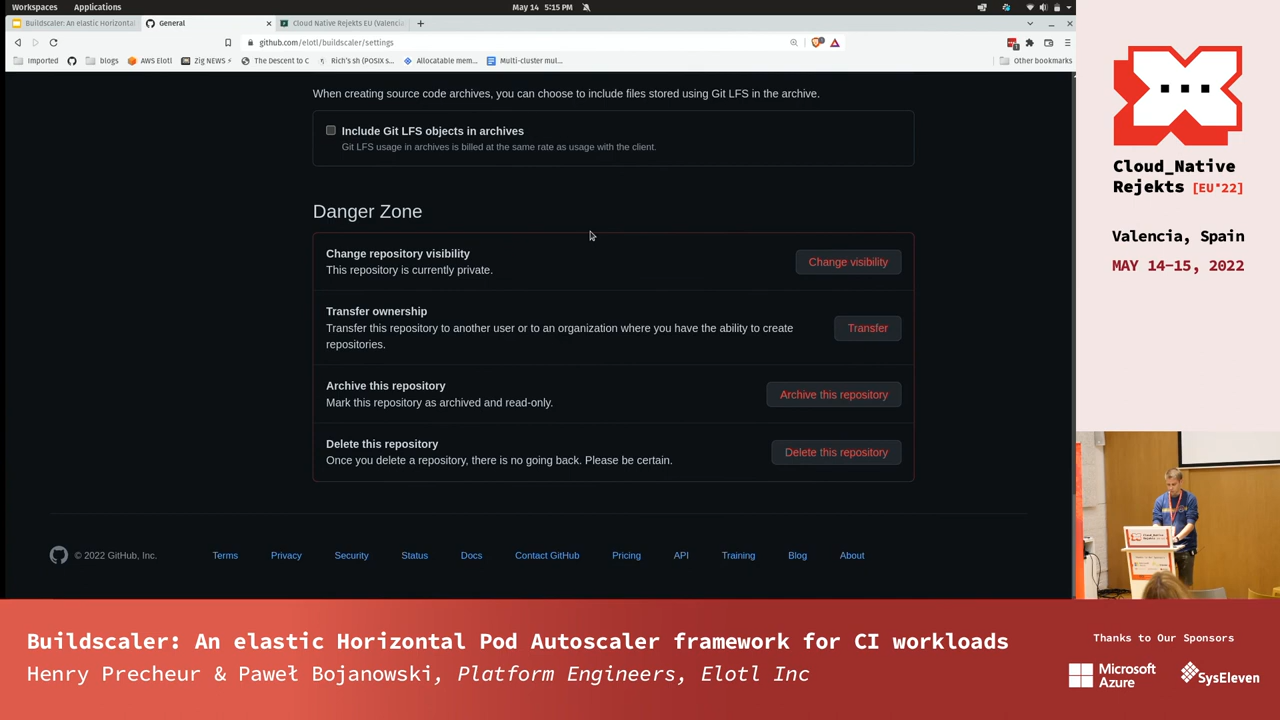 Workspaces Applications May 14 5:15 PM
Buildscaler: An elastic Horizontal General Cloud Native Rejekts EU (Valencia
github.com/elotl/buildscaler/settings
Imported blogs AWS Elotl Zig NEWS ⚡ The Descent to C Rich's sh (POSIX s... Allocatable mem... Multi-cluster mul... Other bookmarks
When creating source code archives, you can choose to include files stored using Git LFS in the archive.
Include Git LFS objects in archives
Git LFS usage in archives is billed at the same rate as usage with the client.
Danger Zone
Change repository visibility
This repository is currently private.
Change visibility
Transfer ownership
Transfer this repository to another user or to an organization where you have the ability to create
repositories.
Transfer
Archive this repository
Mark this repository as archived and read-only.
Archive this repository
Delete this repository
Once you delete a repository, there is no going back. Please be certain.
Delete this repository
© 2022 GitHub, Inc. Terms Privacy Security Status Docs Contact GitHub Pricing API Training Blog About
Cloud_Native
Rejekts [EU'22]
Valencia, Spain
MAY 14-15, 2022
Cloud_Native
Rejekts
Buildscaler: An elastic Horizontal Pod Autoscaler framework for CI workloads
Henry Precheur & Paweł Bojanowski, Platform Engineers, Elotl Inc
Thanks to Our Sponsors
Microsoft
Azure
SysEleven